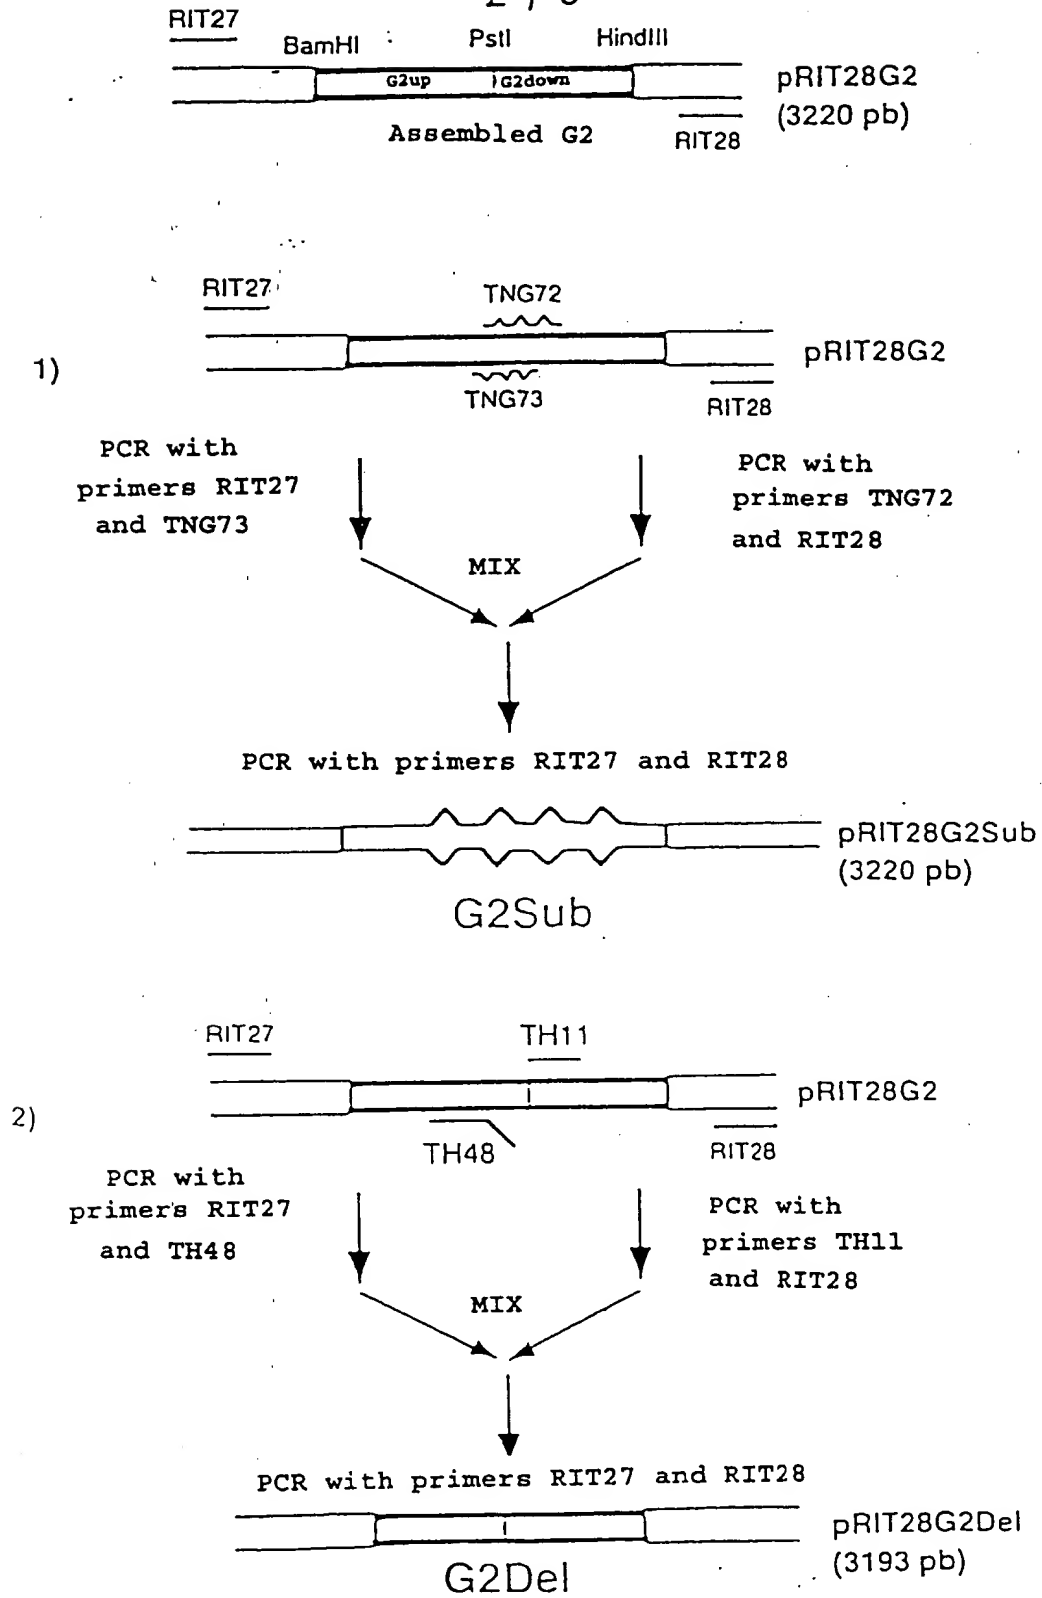 RIT27
BamHI
PstI
HindIII
G2up
G2down
pRIT28G2
(3220 pb)
Assembled G2
RIT28
1)
RIT27
TNG72
pRIT28G2
TNG73
RIT28
PCR with
primers RIT27
and TNG73
PCR with
primers TNG72
and RIT28
MIX
PCR with primers RIT27 and RIT28
pRIT28G2Sub
(3220 pb)
G2Sub
2)
RIT27
TH11
pRIT28G2
TH48
RIT28
PCR with
primers RIT27
and TH48
PCR with
primers TH11
and RIT28
MIX
PCR with primers RIT27 and RIT28
pRIT28G2Del
(3193 pb)
G2Del